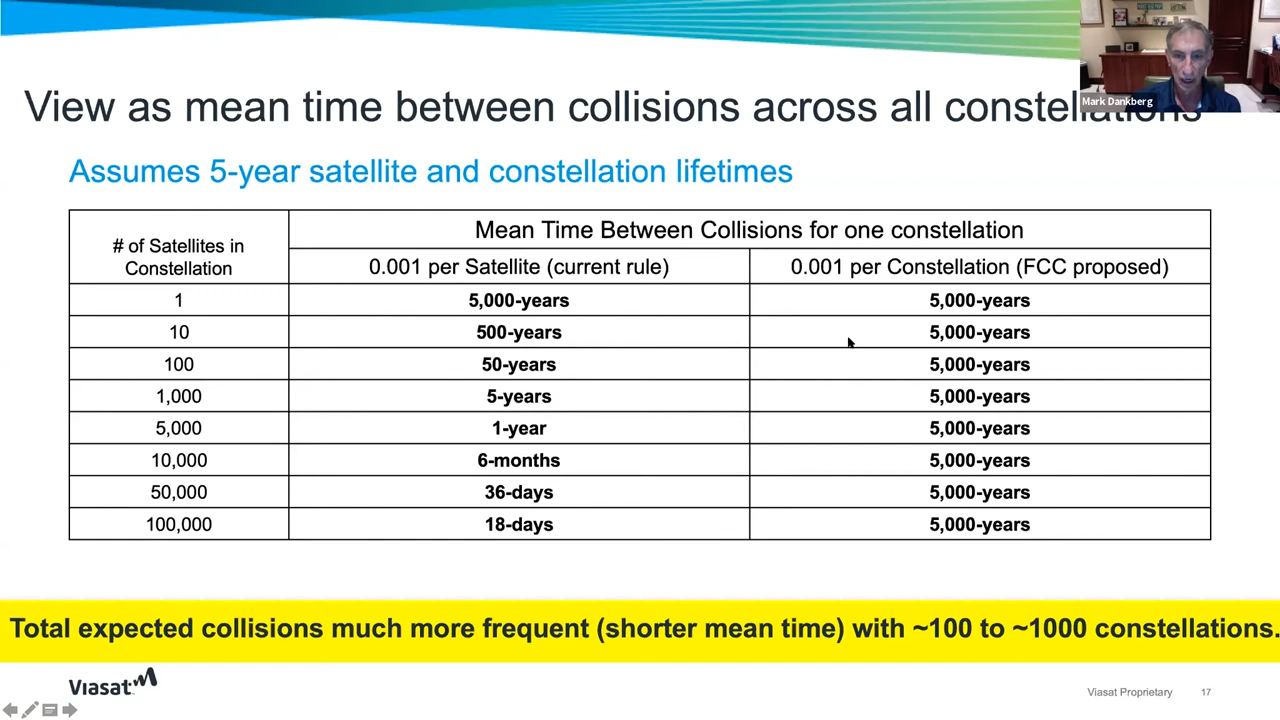 Mark Dankberg
View as mean time between collisions across all constellations
Assumes 5-year satellite and constellation lifetimes
# of Satellites in
Constellation
Mean Time Between Collisions for one constellation
0.001 per Satellite (current rule)
0.001 per Constellation (FCC proposed)
1
5,000-years
5,000-years
10
500-years
5,000-years
100
50-years
5,000-years
1,000
5-years
5,000-years
5,000
1-year
5,000-years
10,000
6-months
5,000-years
50,000
36-days
5,000-years
100,000
18-days
5,000-years
Total expected collisions much more frequent (shorter mean time) with ~100 to ~1000 constellations.
Viasat
Viasat Proprietary
17